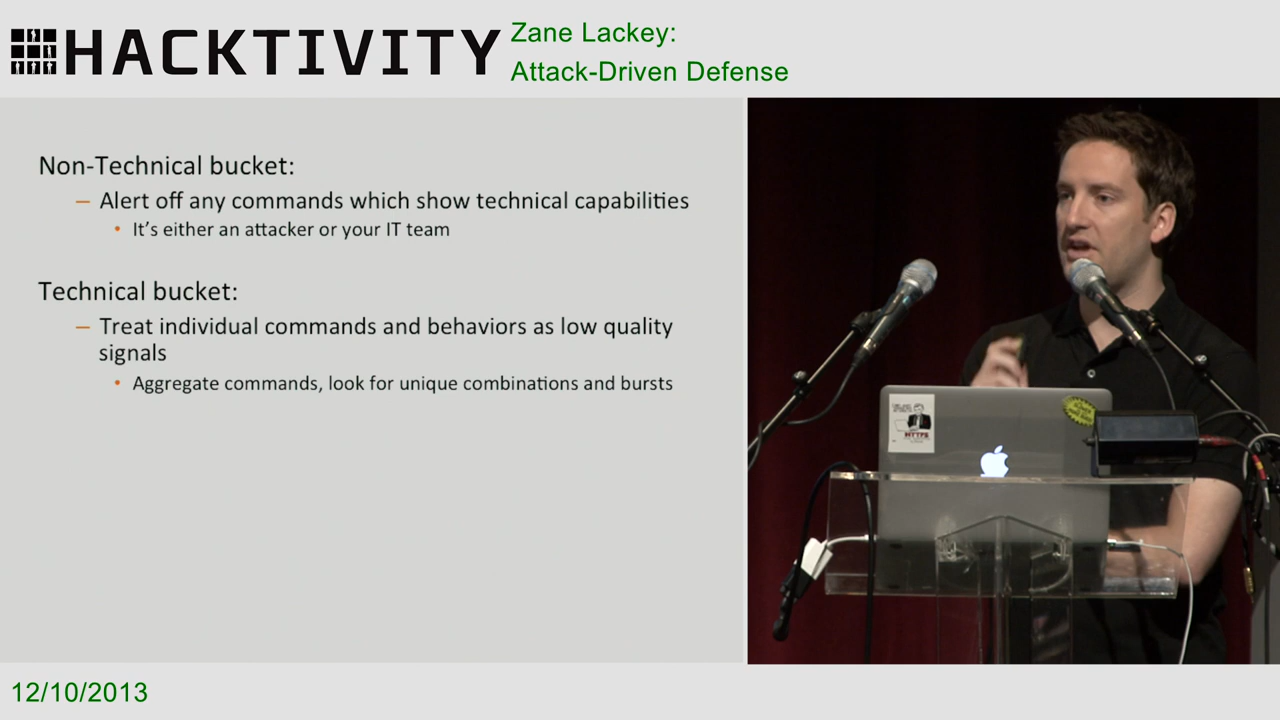 HACKTIVITY
Zane Lackey:
Attack-Driven Defense
Non-Technical bucket:
– Alert off any commands which show technical capabilities
• It's either an attacker or your IT team
Technical bucket:
– Treat individual commands and behaviors as low quality
signals
• Aggregate commands, look for unique combinations and bursts
HTTPS
12/10/2013